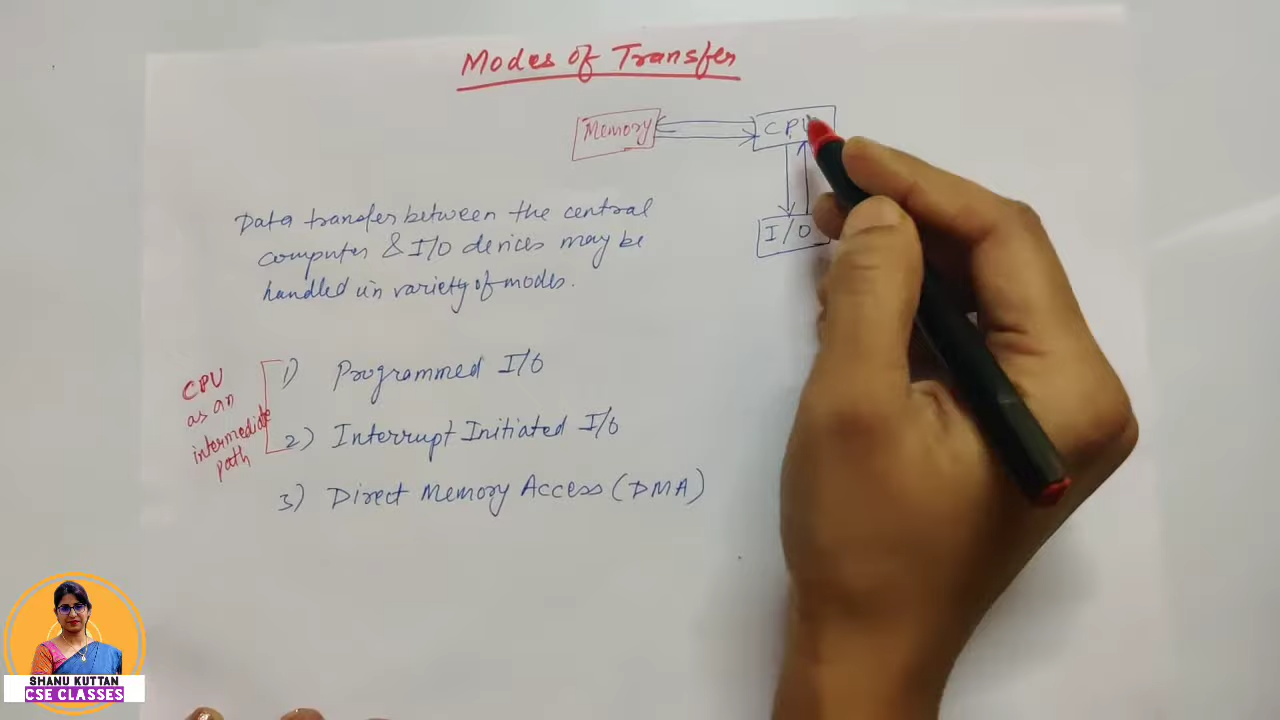 Modes of Transfer
Memory
CPU
I/O
Data transfer between the central
computer & I/O devices may be
handled in variety of modes.
CPU
as an
intermediate
path
1) Programmed I/O
2) Interrupt Initiated I/O
3) Direct Memory Access (DMA)
SHANU KUTTAN
CSE CLASSES